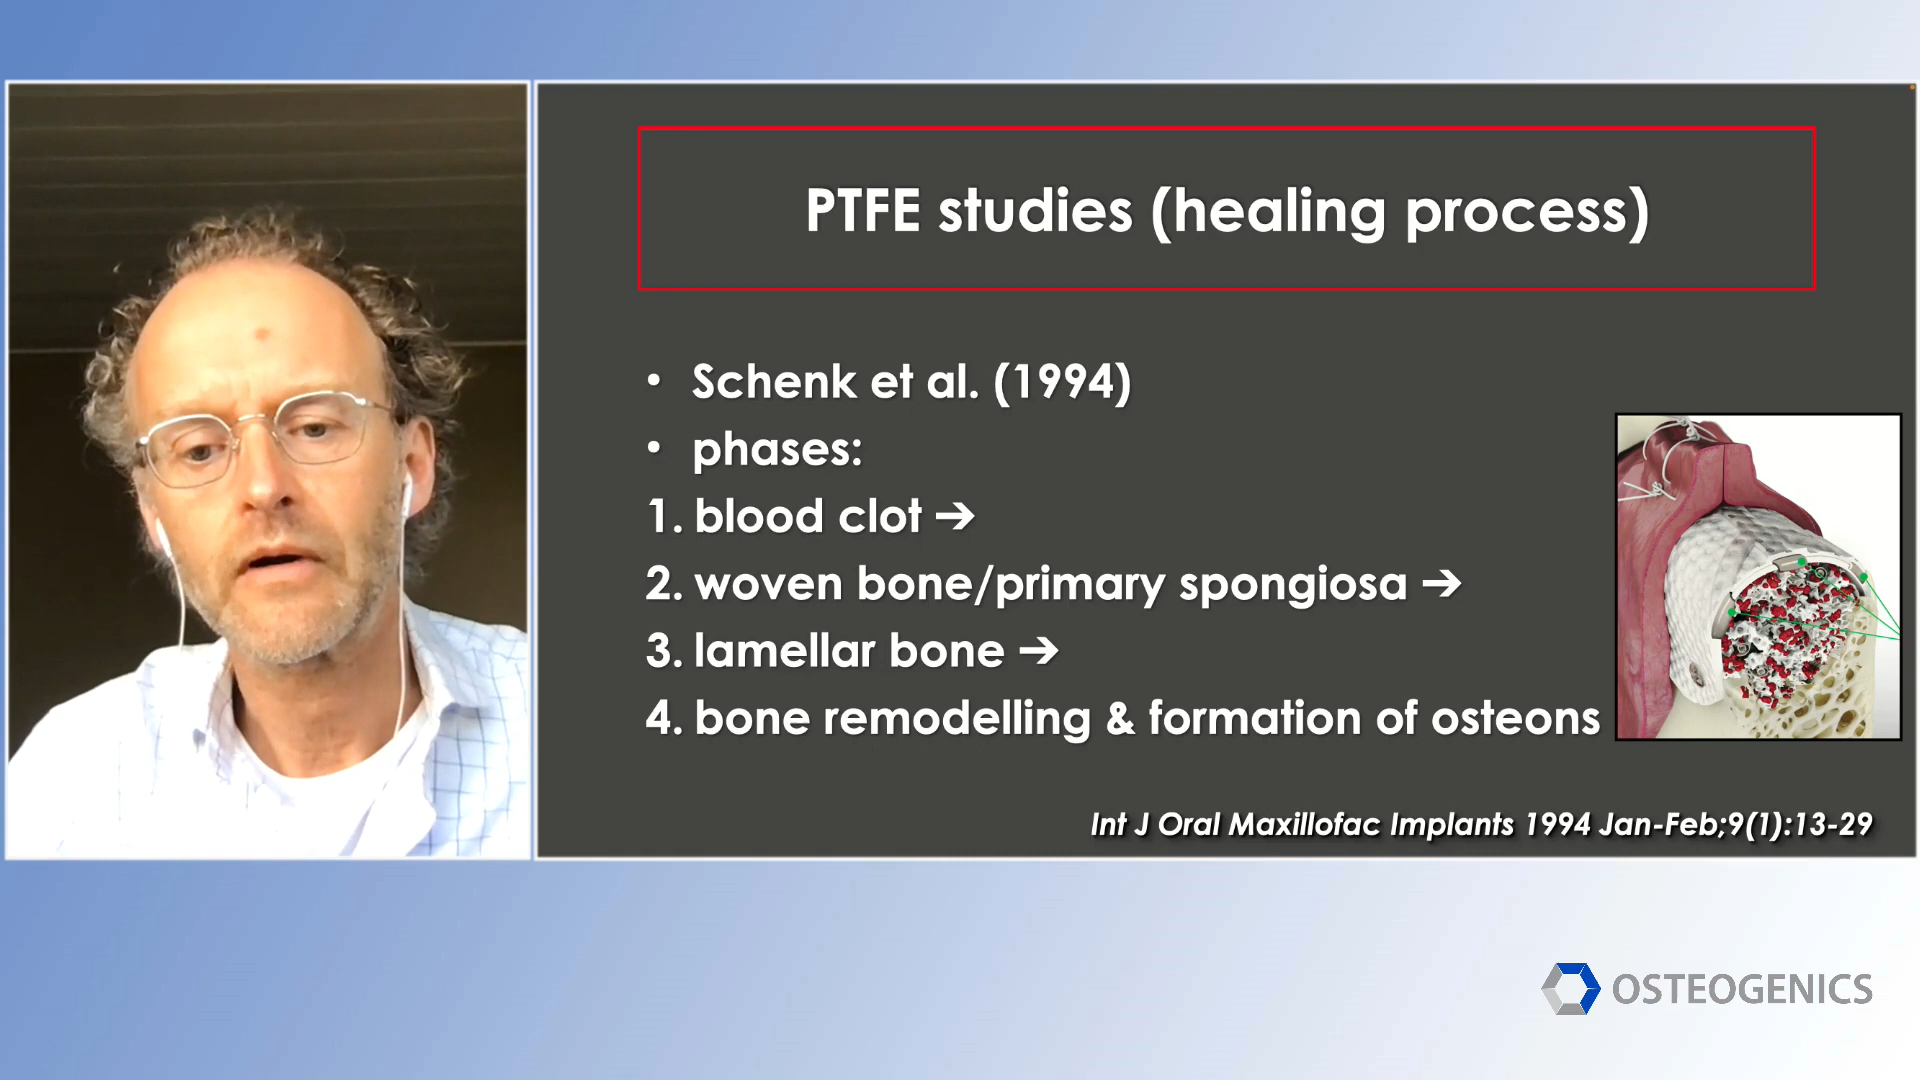 PTFE studies (healing process)
• Schenk et al. (1994)
• phases:
1. blood clot ➔
2. woven bone/primary spongiosa ➔
3. lamellar bone ➔
4. bone remodelling & formation of osteons
Int J Oral Maxillofac Implants 1994 Jan-Feb;9(1):13-29
OSTEOGENICS